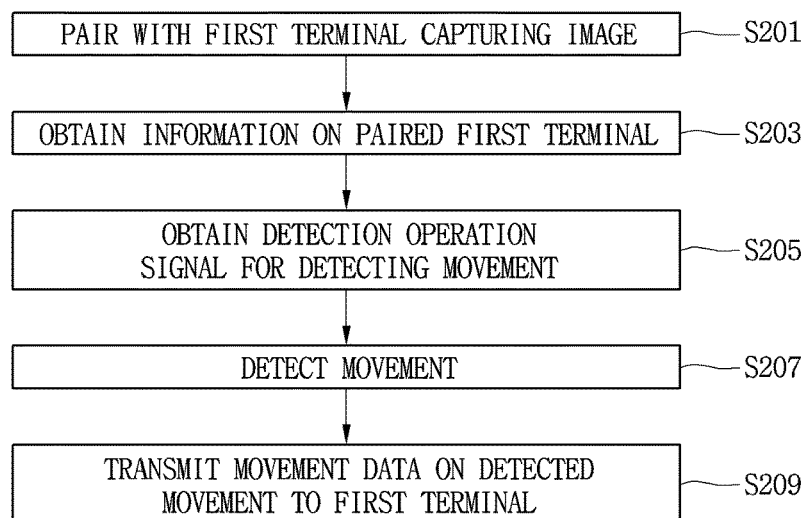 PAIR WITH FIRST TERMINAL CAPTURING IMAGE
S201
OBTAIN INFORMATION ON PAIRED FIRST TERMINAL
S203
OBTAIN DETECTION OPERATION
SIGNAL FOR DETECTING MOVEMENT
S205
DETECT MOVEMENT
S207
TRANSMIT MOVEMENT DATA ON DETECTED
MOVEMENT TO FIRST TERMINAL
S209